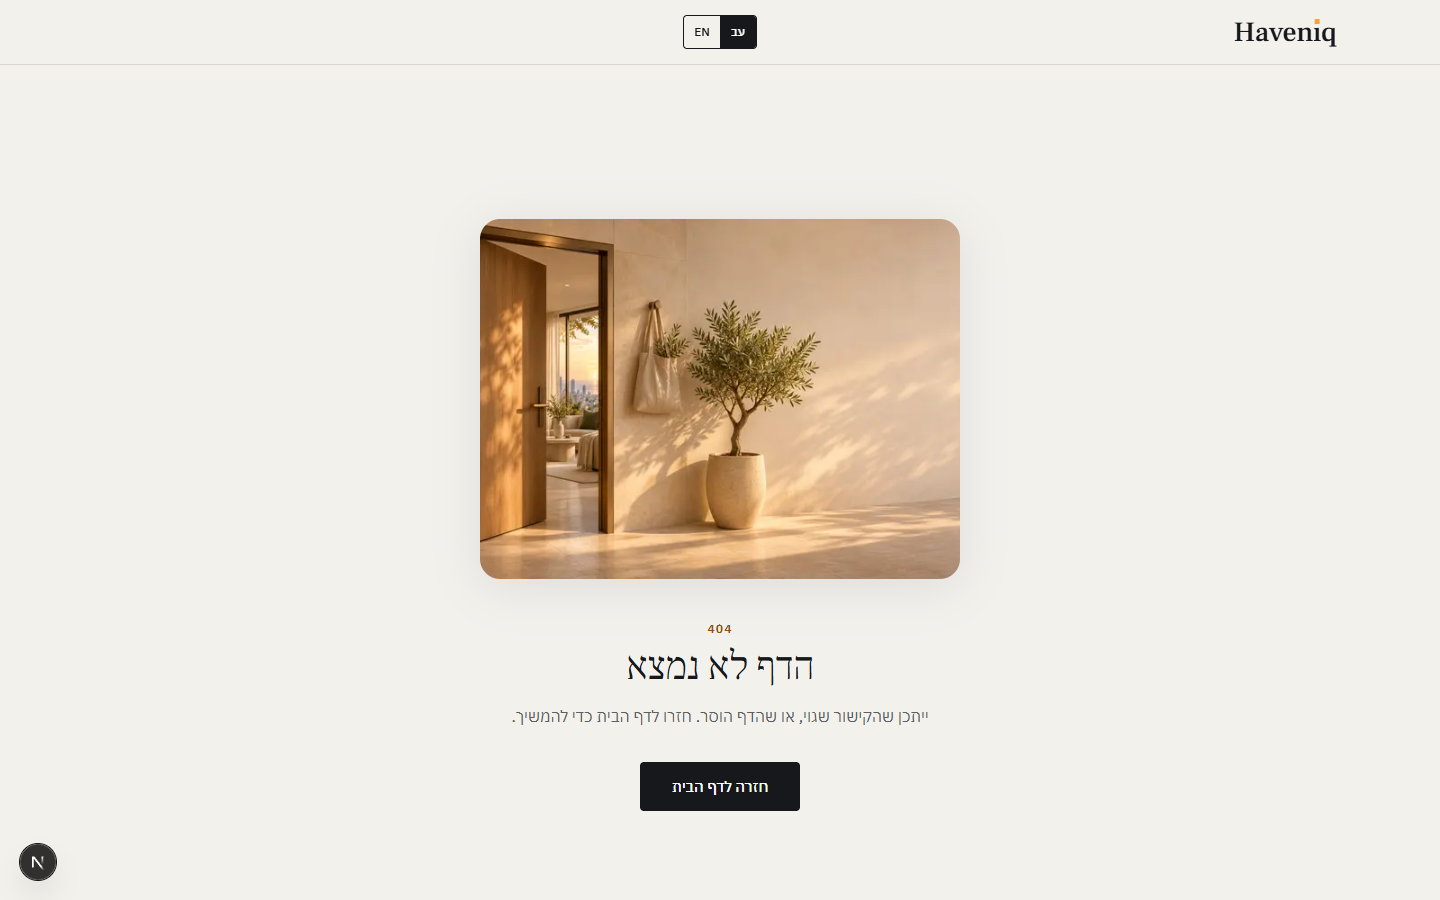 Haveniq
עב EN
404
הדף לא נמצא
ייתכן שהקישור שגוי, או שהדף הוסר. חזרו לדף הבית כדי להמשיך.
חזרה לדף הבית
N